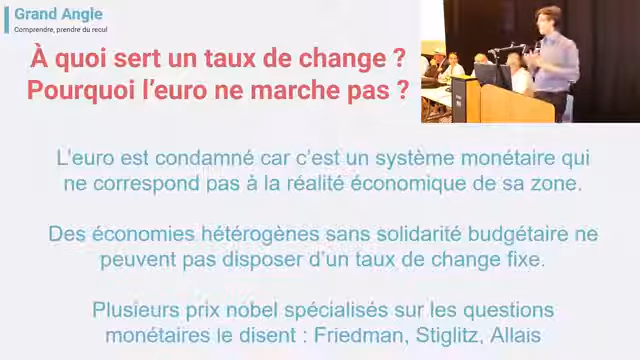 Grand Angle
Comprendre, prendre du recul
À quoi sert un taux de change ?
Pourquoi l'euro ne marche pas ?
L'euro est condamné car c'est un système monétaire qui
ne correspond pas à la réalité économique de sa zone.
Des économies hétérogènes sans solidarité budgétaire ne
peuvent pas disposer d'un taux de change fixe.
Plusieurs prix nobel spécialisés sur les questions
monétaires le disent : Friedman, Stiglitz, Allais